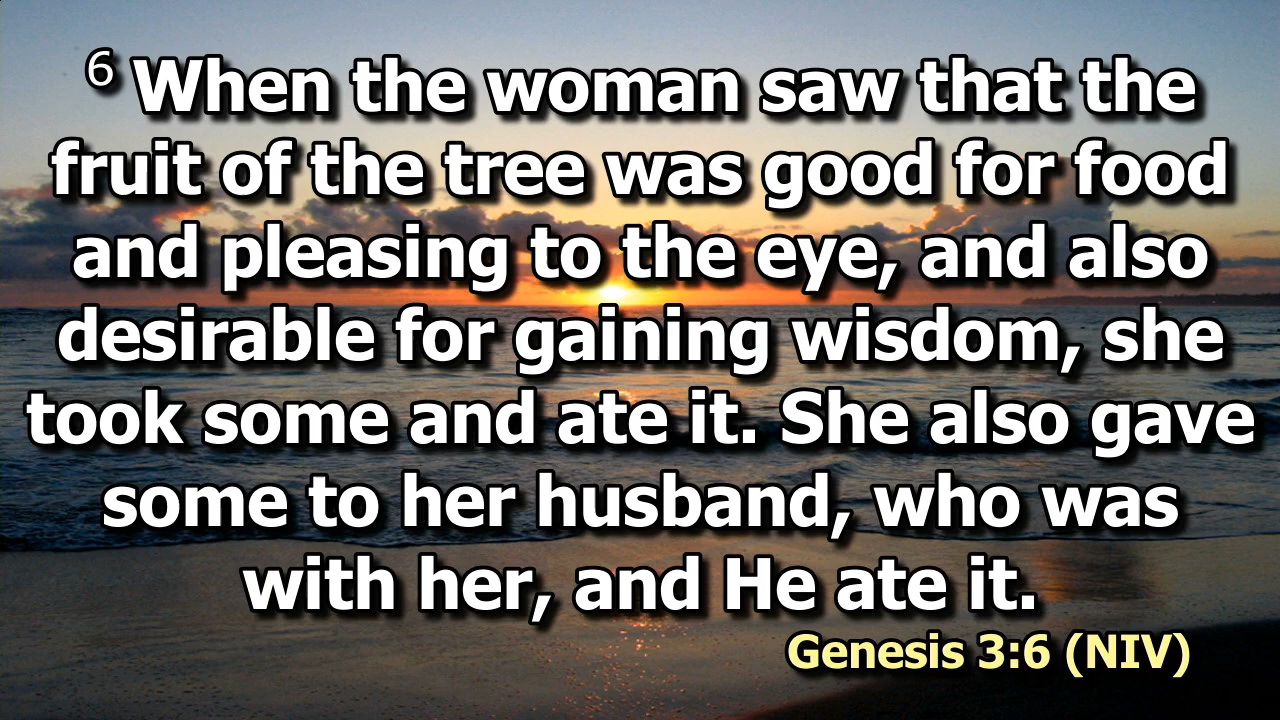 6 When the woman saw that the
fruit of the tree was good for food
and pleasing to the eye, and also
desirable for gaining wisdom, she
took some and ate it. She also gave
some to her husband, who was
with her, and He ate it.
Genesis 3:6 (NIV)